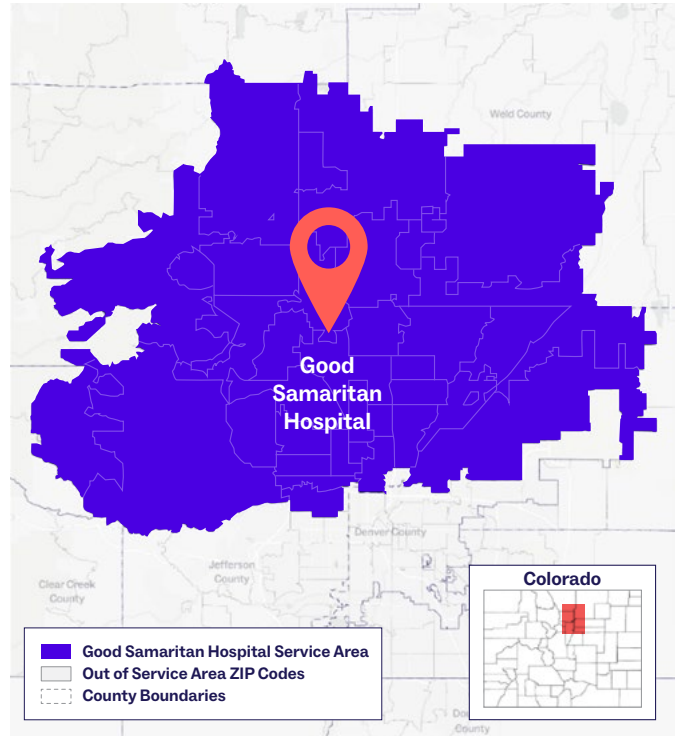 Weld County
Good
Samaritan
Hospital
Denver County
Jefferson
County
Clear Creek
County
Colorado
Good Samaritan Hospital Service Area
Out of Service Area ZIP Codes
County Boundaries
County